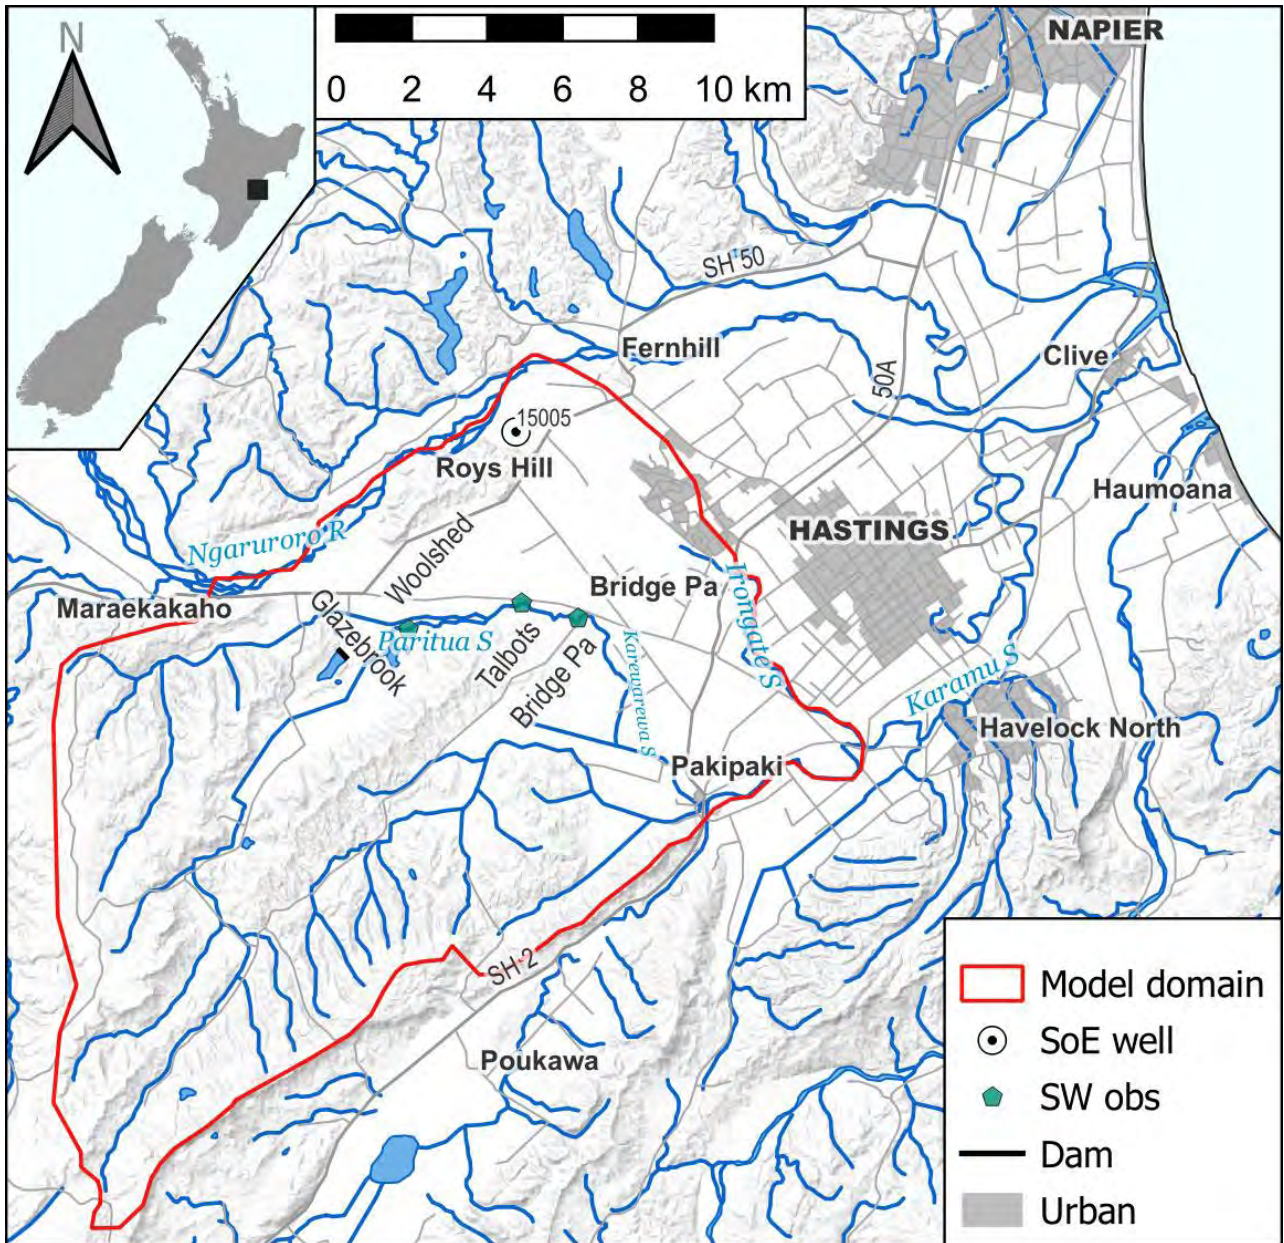 N
0 2 4 6 8 10 km
NAPIER
SH 50
Fernhill
50A
Clive
15005
Roys Hill
Haumoana
HASTINGS
Ngaruroro R
Woolshed
Maraekakaho
Glazebrook
Paritua S
Talbots
Bridge Pa
Bridge Pa
Irongate S
Karewarewa S
Karamu S
Havelock North
Pakipaki
SH 2
Poukawa
Model domain
SoE well
SW obs
Dam
Urban